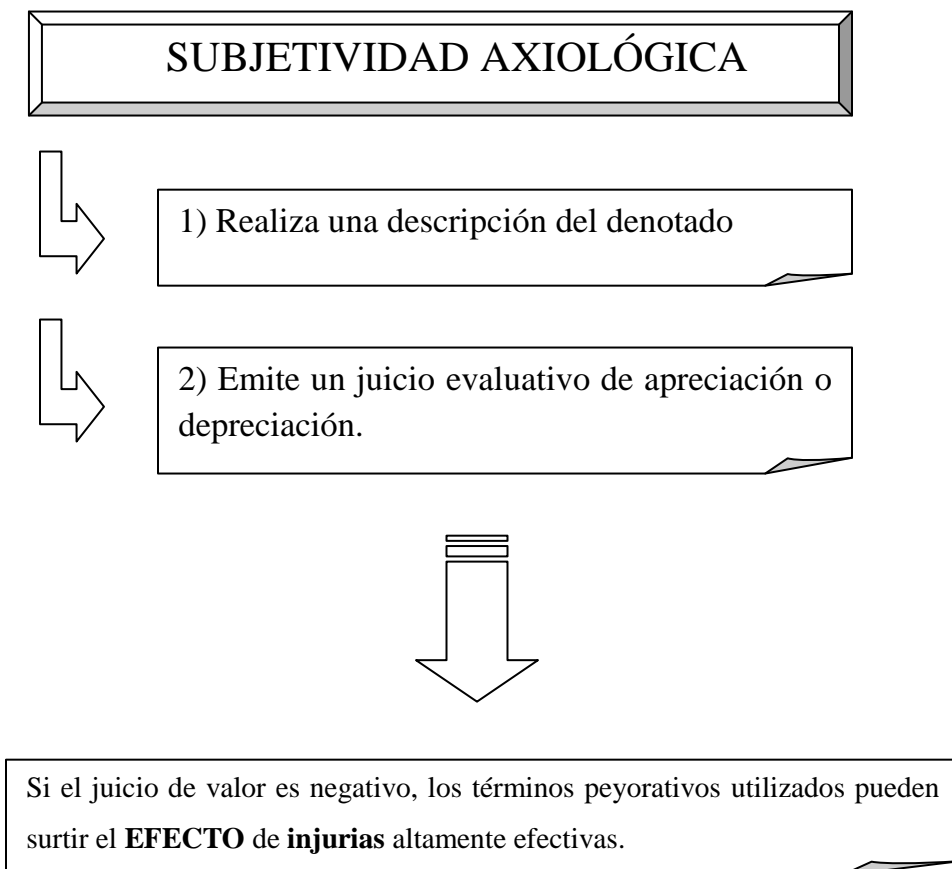 SUBJETIVIDAD AXIOLÓGICA
1) Realiza una descripción del denotado
2) Emite un juicio evaluativo de apreciación o
depreciación.
Si el juicio de valor es negativo, los términos peyorativos utilizados pueden
surtir el EFECTO de injurias altamente efectivas.